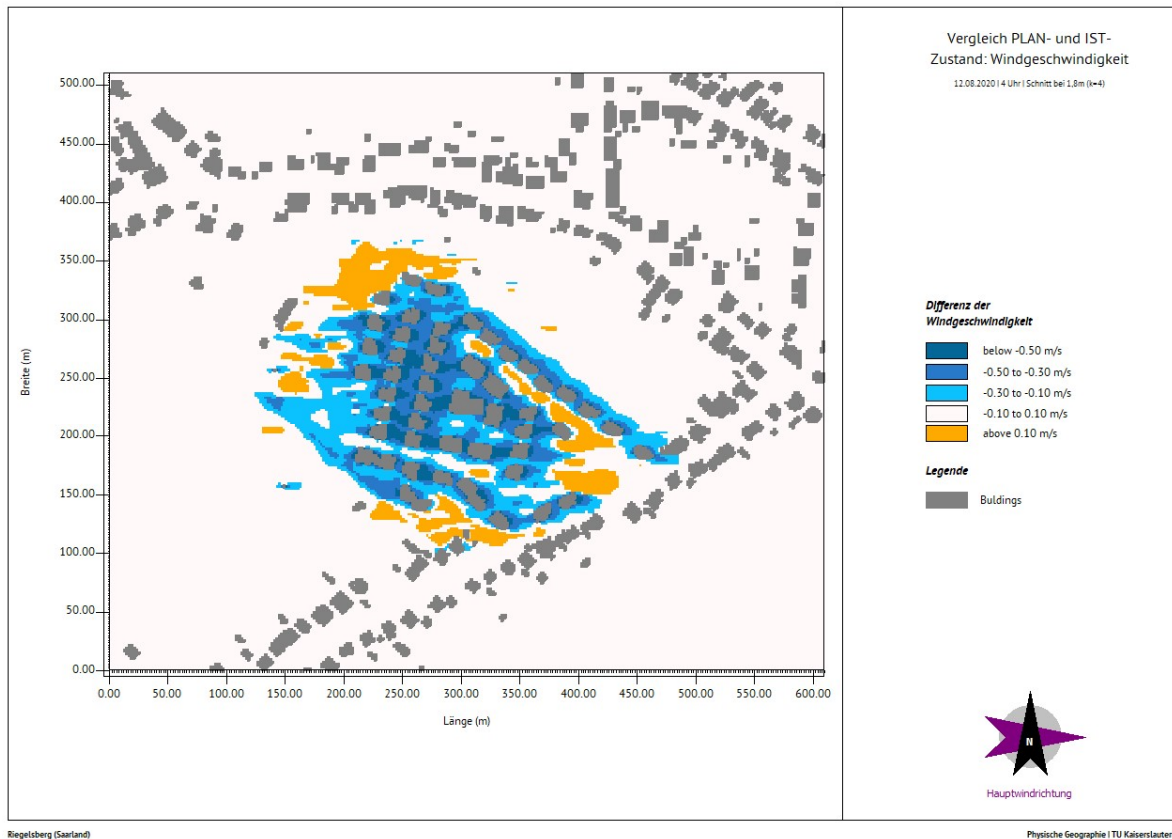 Vergleich PLAN- und IST-
Zustand: Windgeschwindigkeit
12.08.2020 | 4 Uhr | Schnitt bei 1,8m (k=4)
500.00
450.00
400.00
350.00
300.00
250.00
200.00
150.00
100.00
50.00
0.00
Breite (m)
0.00 50.00 100.00 150.00 200.00 250.00 300.00 350.00 400.00 450.00 500.00 550.00 600.00
Länge (m)
Differenz der
Windgeschwindigkeit
below -0.50 m/s
-0.50 to -0.30 m/s
-0.30 to -0.10 m/s
-0.10 to 0.10 m/s
above 0.10 m/s
Legende
Buldings
N
Hauptwindrichtung
Riegelsberg (Saarland)
Physische Geographie | TU Kaiserslauter